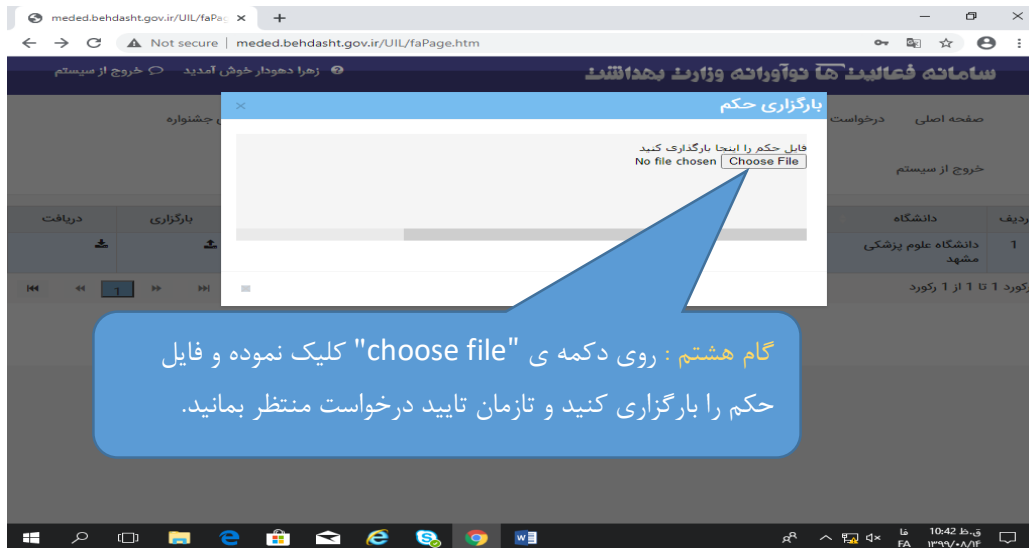 meded.behdasht.gov.ir/UIL/faPag
Not secure | meded.behdasht.gov.ir/UIL/faPage.htm
سامانه فعالیت ها نوآورانه وزارت بهداشت
زهرا دهودار خوش آمدید
خروج از سیستم
صفحه اصلی
درخواست
جشنواره
خروج از سیستم
بارگزاری حکم
×
فایل حکم را اینجا بارگذاری کنید
Choose File No file chosen
ردیف دانشگاه بارگزاری دریافت
1 دانشگاه علوم پزشکی
مشهد
رکورد 1 تا 1 از 1 رکورد
1
گام هشتم : روی دکمه ی "choose file" کلیک نموده و فایل
حکم را بارگزاری کنید و تازمان تایید درخواست منتظر بمانید.
فا
FA
10:42 ق.ظ
۱۳۹۹/۰۸/۱۴